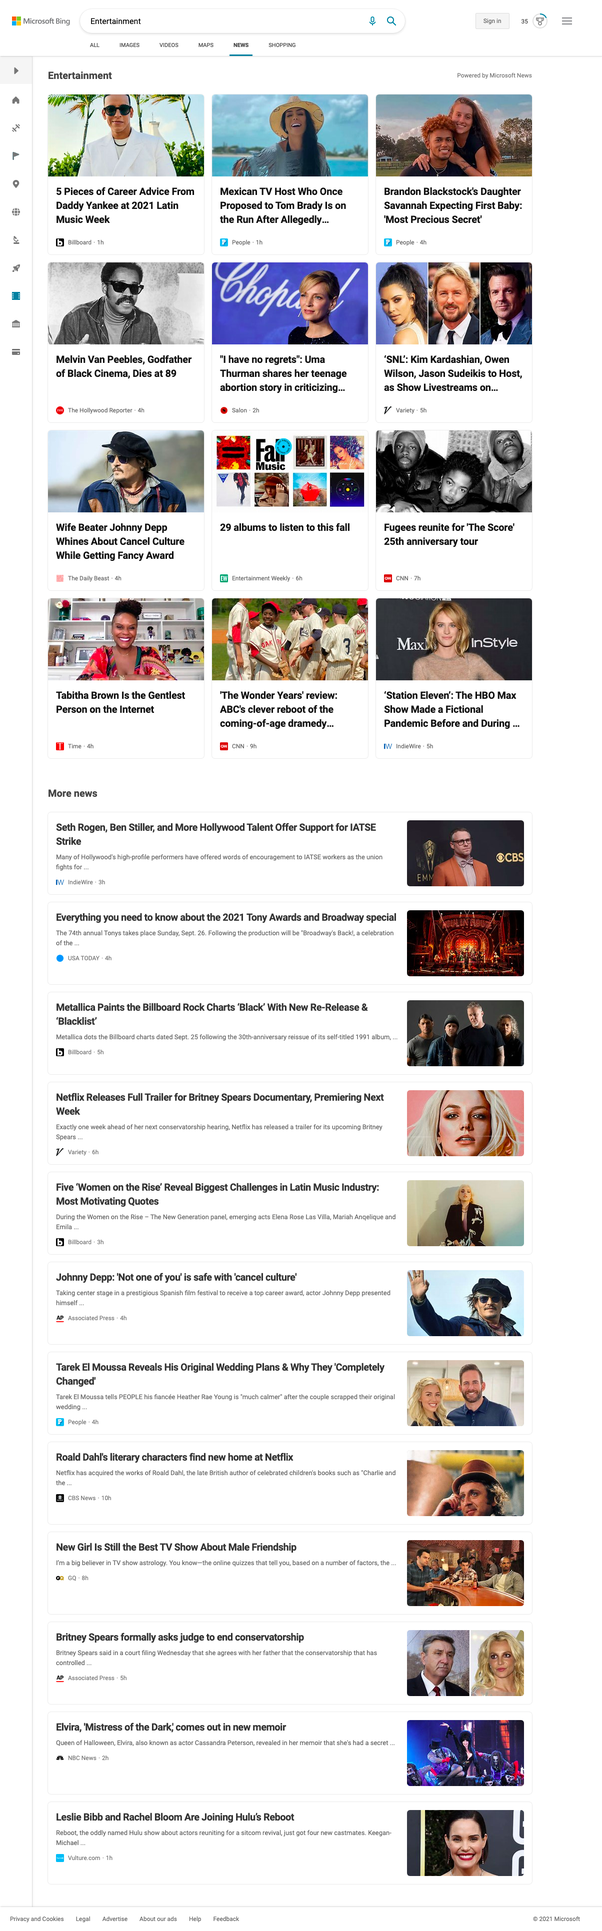 Microsoft Bing
Entertainment
Sign in
35
ALL
IMAGES
VIDEOS
MAPS
NEWS
SHOPPING
Entertainment
Powered by Microsoft News
5 Pieces of Career Advice From
Daddy Yankee at 2021 Latin
Music Week
Billboard · 1h
Mexican TV Host Who Once
Proposed to Tom Brady Is on
the Run After Allegedly...
People · 1h
Brandon Blackstock's Daughter
Savannah Expecting First Baby:
'Most Precious Secret'
People · 4h
Chopard
Melvin Van Peebles, Godfather
of Black Cinema, Dies at 89
The Hollywood Reporter · 4h
"I have no regrets": Uma
Thurman shares her teenage
abortion story in criticizing...
Salon · 2h
'SNL': Kim Kardashian, Owen
Wilson, Jason Sudeikis to Host,
as Show Livestreams on...
Variety · 5h
Fall
Music
Wife Beater Johnny Depp
Whines About Cancel Culture
While Getting Fancy Award
The Daily Beast · 4h
29 albums to listen to this fall
Entertainment Weekly · 6h
Fugees reunite for 'The Score'
25th anniversary tour
CNN · 7h
Max
InStyle
Tabitha Brown Is the Gentlest
Person on the Internet
Time · 4h
'The Wonder Years' review:
ABC's clever reboot of the
coming-of-age dramedy...
CNN · 9h
'Station Eleven': The HBO Max
Show Made a Fictional
Pandemic Before and During ...
IndieWire · 5h
More news
Seth Rogen, Ben Stiller, and More Hollywood Talent Offer Support for IATSE
Strike
Many of Hollywood's high-profile performers have offered words of encouragement to IATSE workers as the union
fights for ...
IndieWire · 3h
EMM
CBS
Everything you need to know about the 2021 Tony Awards and Broadway special
The 74th annual Tonys takes place Sunday, Sept. 26. Following the production will be "Broadway's Back!, a celebration
of the ...
USA TODAY · 4h
Metallica Paints the Billboard Rock Charts 'Black' With New Re-Release &
'Blacklist'
Metallica dots the Billboard charts dated Sept. 25 following the 30th-anniversary reissue of its self-titled 1991 album, ...
Billboard · 5h
Netflix Releases Full Trailer for Britney Spears Documentary, Premiering Next
Week
Exactly one week ahead of her next conservatorship hearing, Netflix has released a trailer for its upcoming Britney
Spears ...
Variety · 6h
Five 'Women on the Rise' Reveal Biggest Challenges in Latin Music Industry:
Most Motivating Quotes
During the Women on the Rise – The New Generation panel, emerging acts Elena Rose Las Villa, Mariah Angelique and
Emila ...
Billboard · 3h
Johnny Depp: 'Not one of you' is safe with 'cancel culture'
Taking center stage in a prestigious Spanish film festival to receive a top career award, actor Johnny Depp presented
himself ...
Associated Press · 4h
Tarek El Moussa Reveals His Original Wedding Plans & Why They 'Completely
Changed'
Tarek El Moussa tells PEOPLE his fiancée Heather Rae Young is "much calmer" after the couple scrapped their original
wedding ...
People · 4h
Roald Dahl's literary characters find new home at Netflix
Netflix has acquired the works of Roald Dahl, the late British author of celebrated children's books such as "Charlie and
the ...
CBS News · 10h
New Girl Is Still the Best TV Show About Male Friendship
I'm a big believer in TV show astrology. You know—the online quizzes that tell you, based on a number of factors, the ...
GQ · 8h
Britney Spears formally asks judge to end conservatorship
Britney Spears said in a court filing Wednesday that she agrees with her father that the conservatorship that has
controlled ...
Associated Press · 5h
Elvira, 'Mistress of the Dark,' comes out in new memoir
Queen of Halloween, Elvira, also known as actor Cassandra Peterson, revealed in her memoir that she's had a secret ...
NBC News · 2h
Leslie Bibb and Rachel Bloom Are Joining Hulu's Reboot
Reboot, the oddly named Hulu show about actors reuniting for a sitcom revival, just got four new castmates. Keegan-
Michael ...
Vulture.com · 1h
Privacy and Cookies
Legal
Advertise
About our ads
Help
Feedback
© 2021 Microsoft